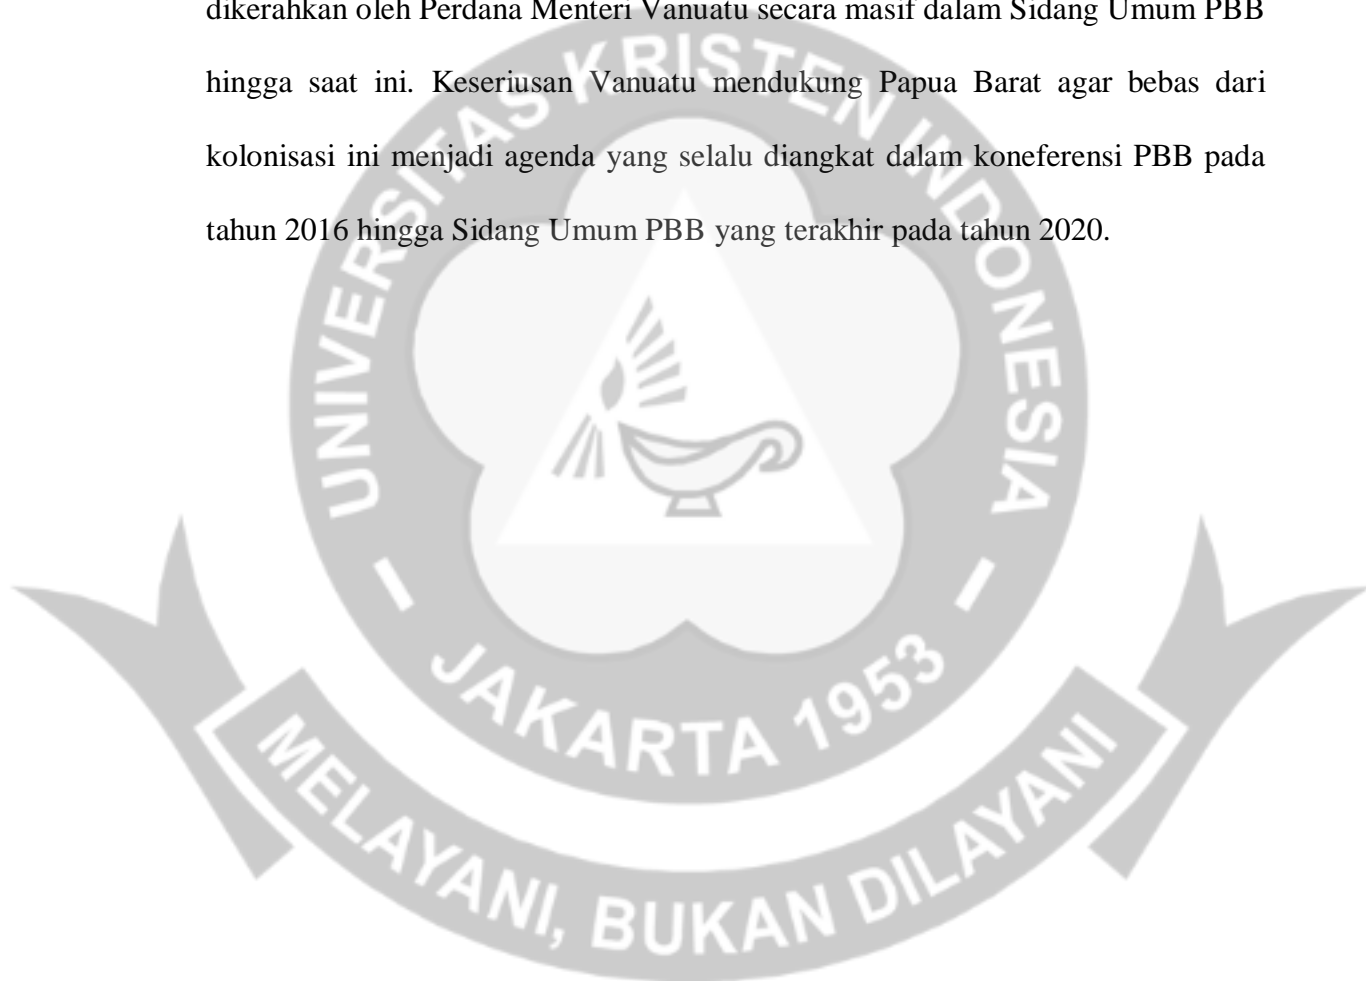 dikerahkan oleh Perdana Menteri Vanuatu secara masif dalam Sidang Umum PBB
hingga saat ini. Keseriusan Vanuatu mendukung Papua Barat agar bebas dari
kolonisasi ini menjadi agenda yang selalu diangkat dalam koneferensi PBB pada
tahun 2016 hingga Sidang Umum PBB yang terakhir pada tahun 2020.
UNIVERSITAS KRISTEN INDONESIA
JAKARTA 1953
MELAYANI, BUKAN DILAYANI